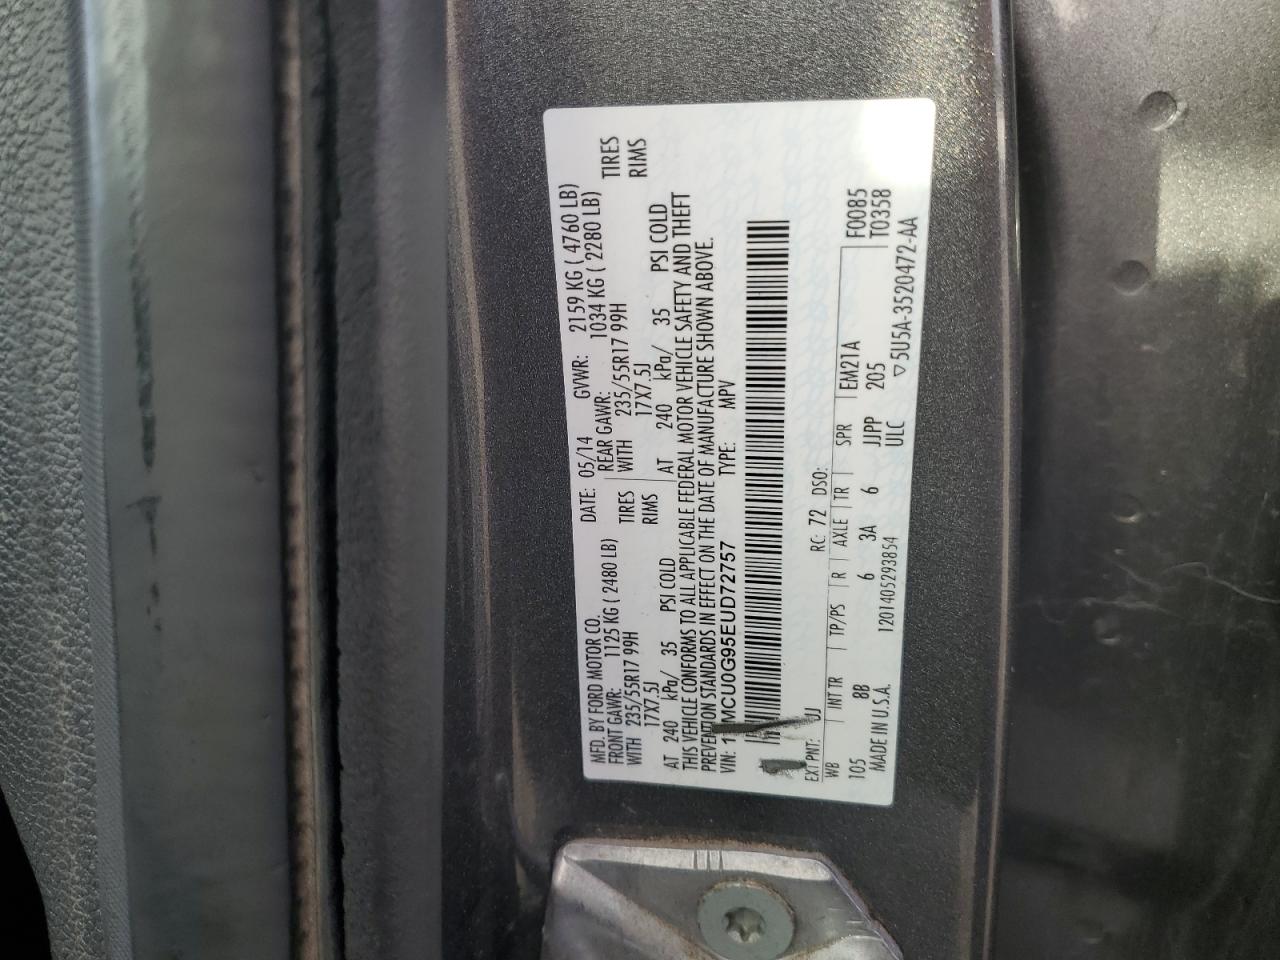 MFD. BY FORD MOTOR CO.
DATE: 05/14 GVWR: 2159 KG ( 4760 LB)
FRONT GAWR: 1125 KG ( 2480 LB)
REAR GAWR: 1034 KG ( 2280 LB)
WITH 235/55R17 99H TIRES
WITH 235/55R17 99H TIRES
17X7.5J RIMS
17X7.5J RIMS
AT 240 kPa/ 35 PSI COLD
AT 240 kPa/ 35 PSI COLD
THIS VEHICLE CONFORMS TO ALL APPLICABLE FEDERAL MOTOR VEHICLE SAFETY AND THEFT
PREVENTION STANDARDS IN EFFECT ON THE DATE OF MANUFACTURE SHOWN ABOVE.
VIN: MCU0G95EUD72757 TYPE: MPV
EXT PNT: UJ RC: 72 DSO:
WB INT TR TP/PS R AXLE TR SPR EM21A F0085
105 8B 6 3A 6 JJPP 205 T0358
MADE IN U.S.A. 1201405293854 ULC ▽5U5A-3520472-AA